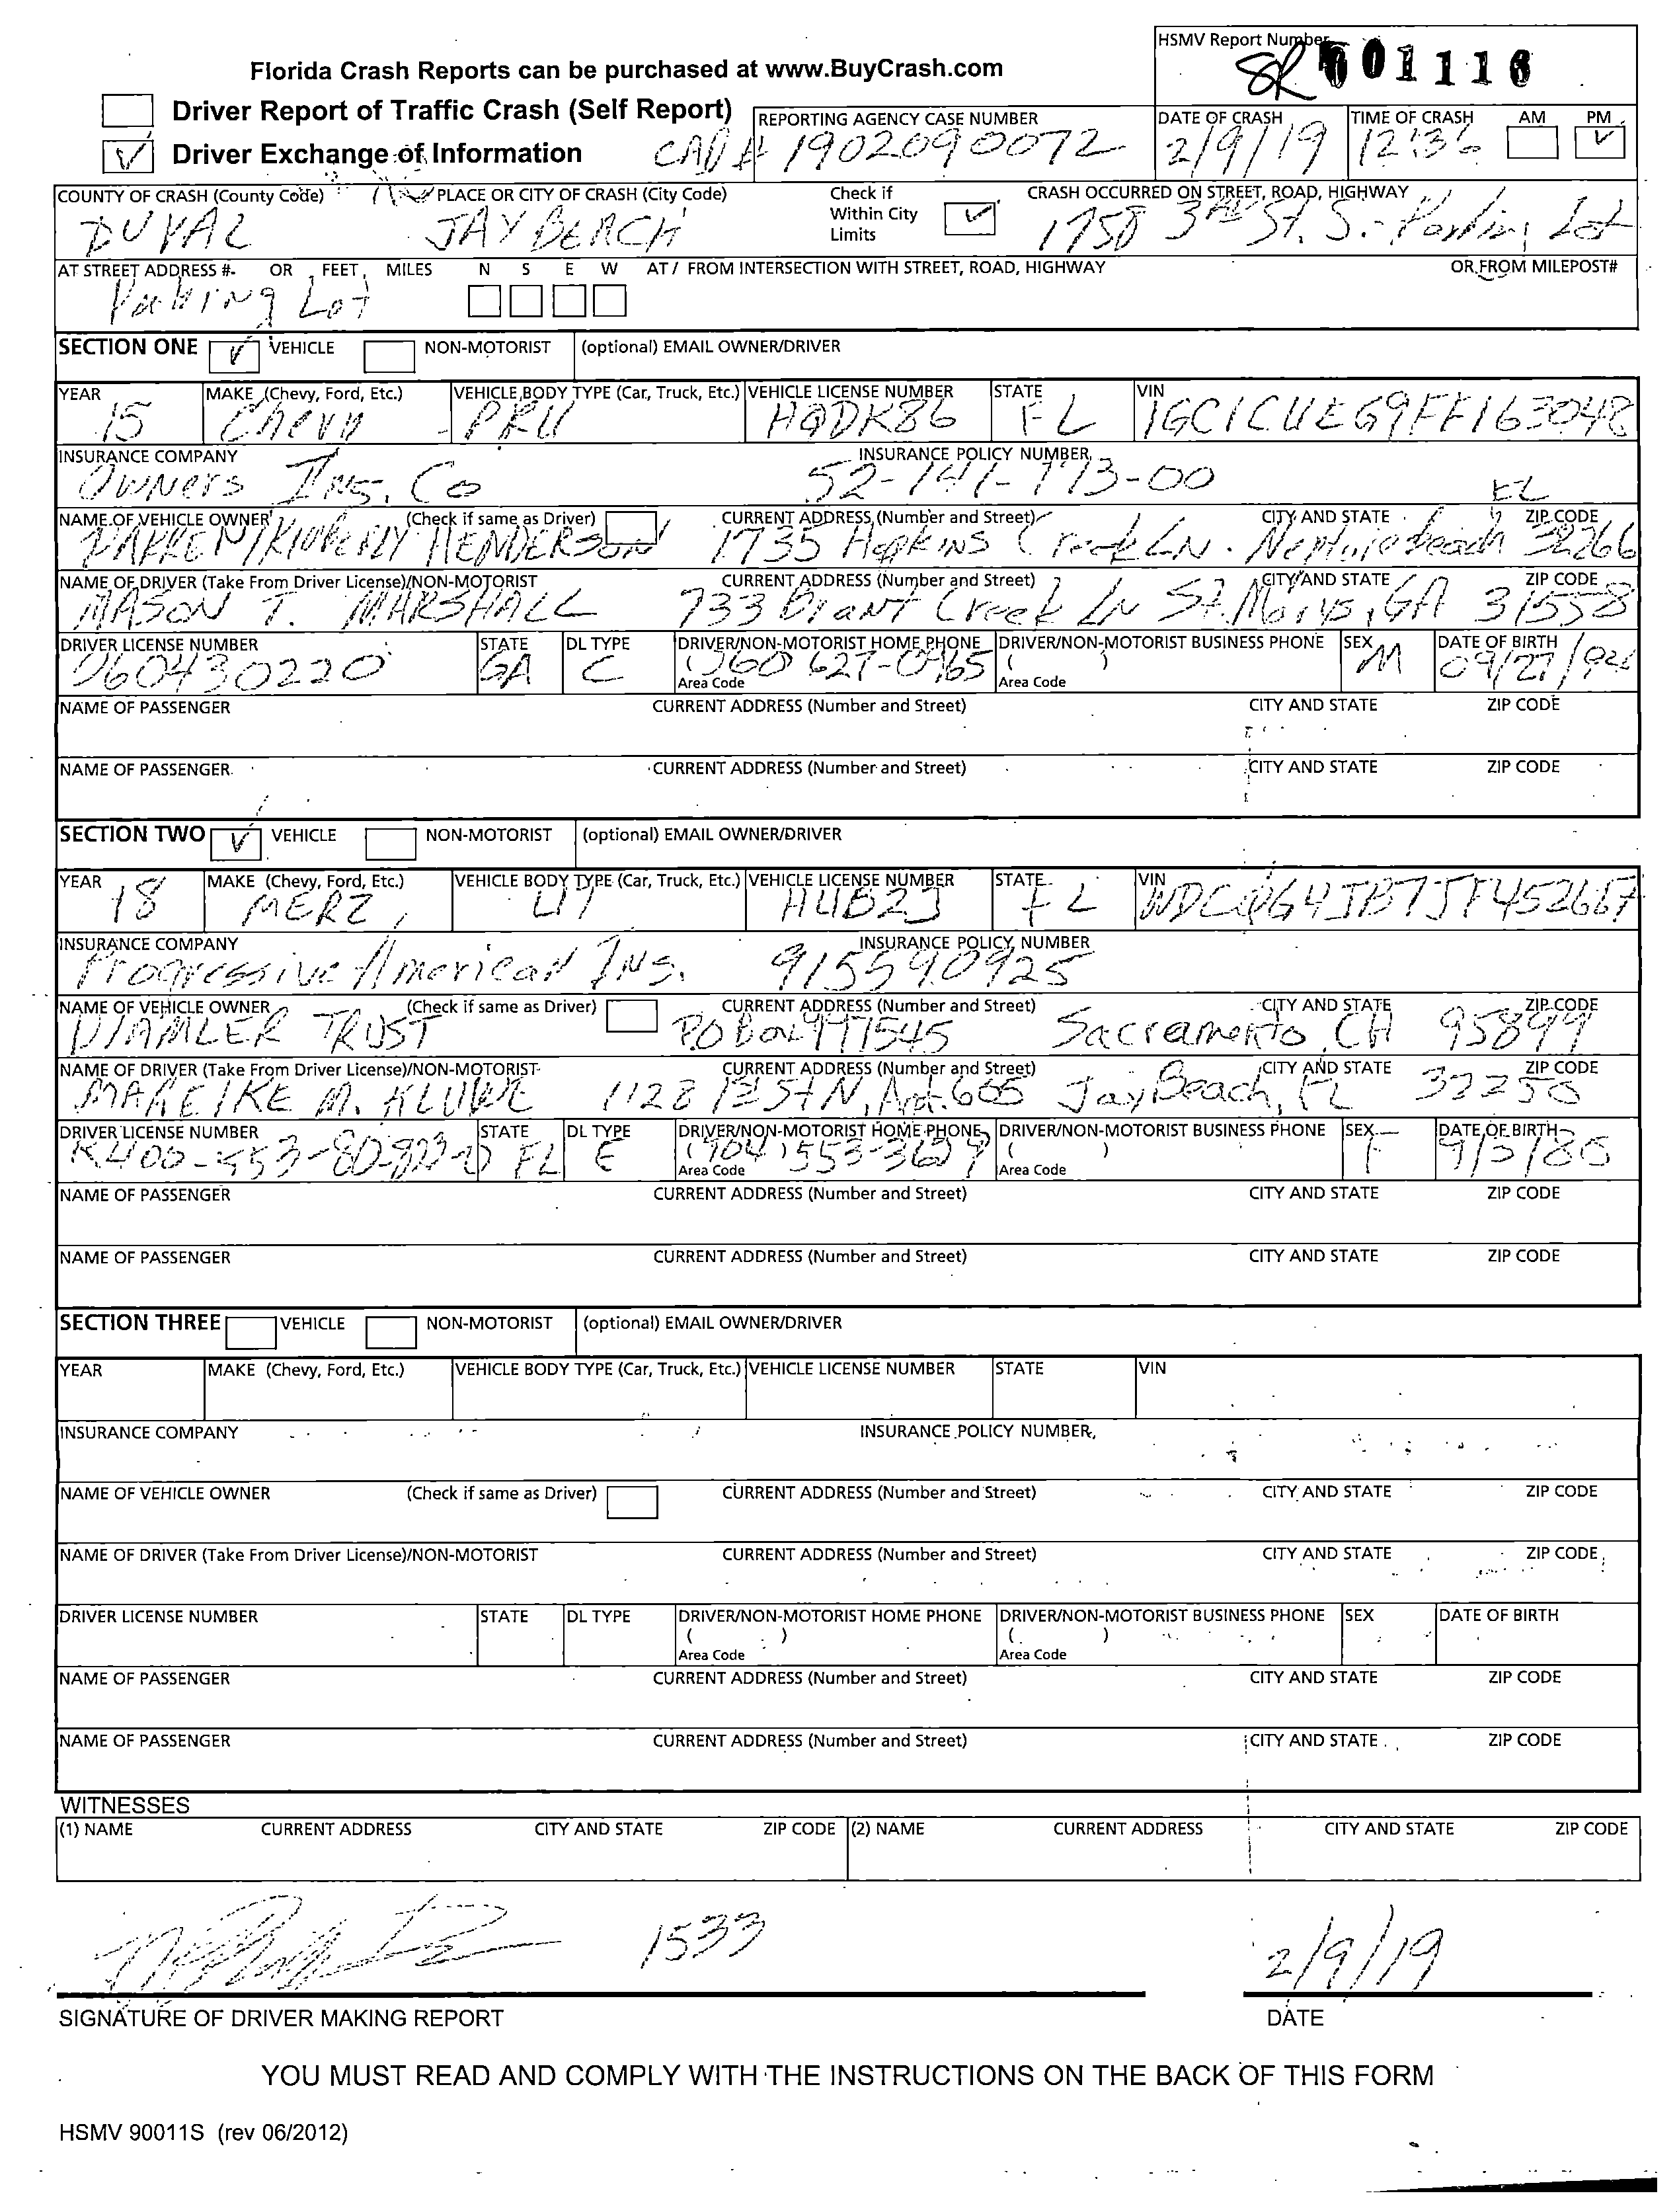 HSMV Report Number
SR 601116
Florida Crash Reports can be purchased at www.BuyCrash.com
Driver Report of Traffic Crash (Self Report)
REPORTING AGENCY CASE NUMBER DATE OF CRASH TIME OF CRASH AM PM
Driver Exchange of Information CAD # 1902090072 2/9/19 12:36
COUNTY OF CRASH (County Code) PLACE OR CITY OF CRASH (City Code) Check if Within City Limits CRASH OCCURRED ON STREET, ROAD, HIGHWAY
DUVAL JAX BEACH 3rd St. S. - Parking Lot
AT STREET ADDRESS # OR FEET MILES N S E W AT / FROM INTERSECTION WITH STREET, ROAD, HIGHWAY OR FROM MILEPOST#
Parking Lot
SECTION ONE VEHICLE NON-MOTORIST (optional) EMAIL OWNER/DRIVER
YEAR MAKE (Chevy, Ford, Etc.) VEHICLE BODY TYPE (Car, Truck, Etc.) VEHICLE LICENSE NUMBER STATE VIN
15 Chevy PKU HQDK86 FL 1GC1CUEG9FF163048
INSURANCE COMPANY INSURANCE POLICY NUMBER
Owners Ins. Co 52-141-773-00 FL
NAME OF VEHICLE OWNER (Check if same as Driver) CURRENT ADDRESS (Number and Street) CITY AND STATE ZIP CODE
DARREN/KIMBERLY HENDERSON 1735 Hopkins Creek LN. Neptune beach 32266
NAME OF DRIVER (Take From Driver License)/NON-MOTORIST CURRENT ADDRESS (Number and Street) CITY AND STATE ZIP CODE
MASON T. MARSHALL 733 Brant Creek LN St. Marys, GA 31558
DRIVER LICENSE NUMBER STATE DL TYPE DRIVER/NON-MOTORIST HOME PHONE DRIVER/NON-MOTORIST BUSINESS PHONE SEX DATE OF BIRTH
060430220 GA C (360) 627-0465 ( ) M 09/27/
Area Code Area Code
NAME OF PASSENGER CURRENT ADDRESS (Number and Street) CITY AND STATE ZIP CODE
NAME OF PASSENGER CURRENT ADDRESS (Number and Street) CITY AND STATE ZIP CODE
SECTION TWO VEHICLE NON-MOTORIST (optional) EMAIL OWNER/DRIVER
YEAR MAKE (Chevy, Ford, Etc.) VEHICLE BODY TYPE (Car, Truck, Etc.) VEHICLE LICENSE NUMBER STATE VIN
18 MERZ, UT HUB2J FL WDC0G4JB7JF452667
INSURANCE COMPANY INSURANCE POLICY NUMBER
Progressive American INS. 915590925
NAME OF VEHICLE OWNER (Check if same as Driver) CURRENT ADDRESS (Number and Street) CITY AND STATE ZIP CODE
DIAMLER TRUST P.O Box 997545 Sacramento, CA 95899
NAME OF DRIVER (Take From Driver License)/NON-MOTORIST CURRENT ADDRESS (Number and Street) CITY AND STATE ZIP CODE
MAREIKE M. KLUWE 1128 1st St N, Apt. 605 Jax Beach, FL 32250
DRIVER LICENSE NUMBER STATE DL TYPE DRIVER/NON-MOTORIST HOME PHONE DRIVER/NON-MOTORIST BUSINESS PHONE SEX DATE OF BIRTH
FL E (904) ( ) F
Area Code Area Code
NAME OF PASSENGER CURRENT ADDRESS (Number and Street) CITY AND STATE ZIP CODE
NAME OF PASSENGER CURRENT ADDRESS (Number and Street) CITY AND STATE ZIP CODE
SECTION THREE VEHICLE NON-MOTORIST (optional) EMAIL OWNER/DRIVER
YEAR MAKE (Chevy, Ford, Etc.) VEHICLE BODY TYPE (Car, Truck, Etc.) VEHICLE LICENSE NUMBER STATE VIN
INSURANCE COMPANY INSURANCE POLICY NUMBER
NAME OF VEHICLE OWNER (Check if same as Driver) CURRENT ADDRESS (Number and Street) CITY AND STATE ZIP CODE
NAME OF DRIVER (Take From Driver License)/NON-MOTORIST CURRENT ADDRESS (Number and Street) CITY AND STATE ZIP CODE
DRIVER LICENSE NUMBER STATE DL TYPE DRIVER/NON-MOTORIST HOME PHONE DRIVER/NON-MOTORIST BUSINESS PHONE SEX DATE OF BIRTH
( ) ( )
Area Code Area Code
NAME OF PASSENGER CURRENT ADDRESS (Number and Street) CITY AND STATE ZIP CODE
NAME OF PASSENGER CURRENT ADDRESS (Number and Street) CITY AND STATE ZIP CODE
WITNESSES
(1) NAME CURRENT ADDRESS CITY AND STATE ZIP CODE (2) NAME CURRENT ADDRESS CITY AND STATE ZIP CODE
1533 2/9/19
SIGNATURE OF DRIVER MAKING REPORT DATE
YOU MUST READ AND COMPLY WITH THE INSTRUCTIONS ON THE BACK OF THIS FORM
HSMV 90011S (rev 06/2012)